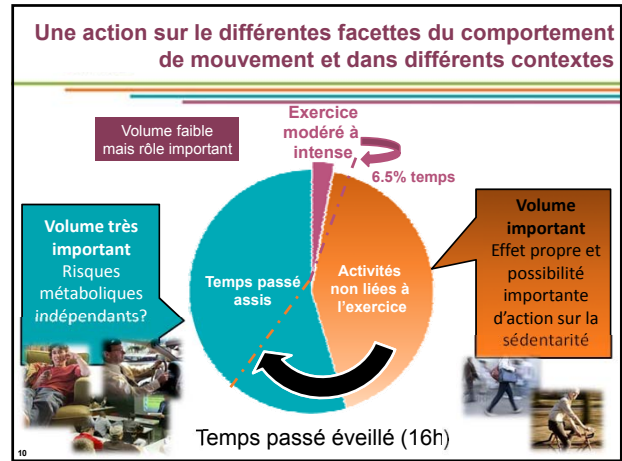 Une action sur le différentes facettes du comportement
de mouvement et dans différents contextes
Volume faible
mais rôle important
Exercice
modéré à
intense
6.5% temps
Volume très
important
Risques
métaboliques
indépendants?
Temps passé
assis
Activités
non liées à
l'exercice
Volume
important
Effet propre et
possibilité
importante
d'action sur la
sédentarité
Temps passé éveillé (16h)
10